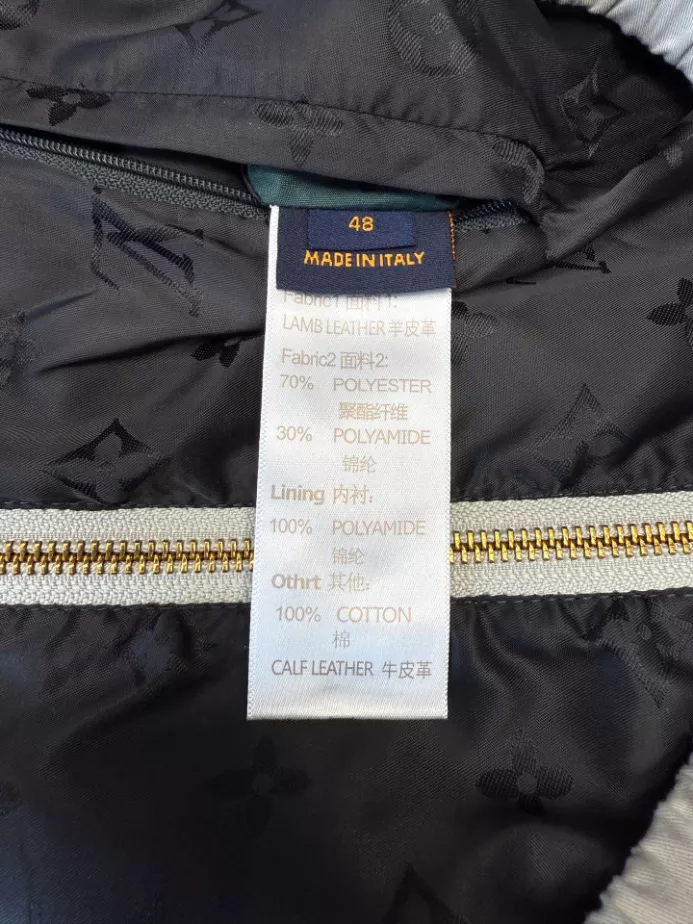 48
MADE IN ITALY
Fabric1 面料1:
LAMB LEATHER 羊皮革
Fabric2 面料2:
70% POLYESTER
聚酯纤维
30% POLYAMIDE
锦纶
Lining 内衬:
100% POLYAMIDE
锦纶
Othrt 其他:
100% COTTON
棉
CALF LEATHER 牛皮革